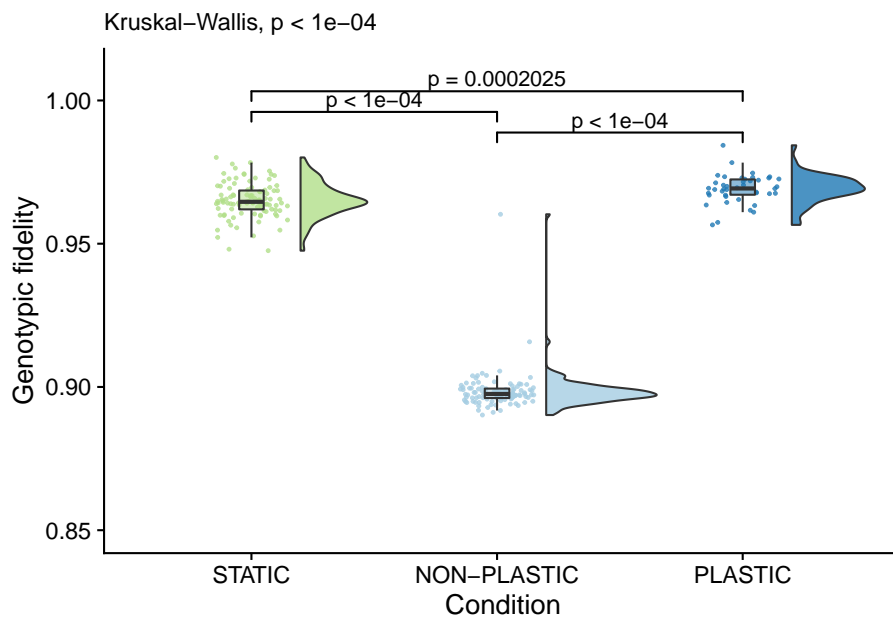 Kruskal−Wallis, p < 1e−04
p = 0.0002025
p < 1e−04
p < 1e−04
1.00
0.95
0.90
0.85
Genotypic fidelity
STATIC
NON−PLASTIC
PLASTIC
Condition